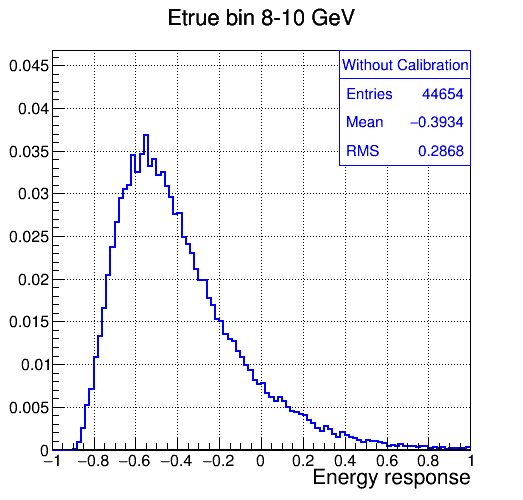 Etrue bin 8-10 GeV
Without Calibration
Entries 44654
Mean −0.3934
RMS 0.2868
0.045
0.04
0.035
0.03
0.025
0.02
0.015
0.01
0.005
0
−1 −0.8 −0.6 −0.4 −0.2 0 0.2 0.4 0.6 0.8 1
Energy response